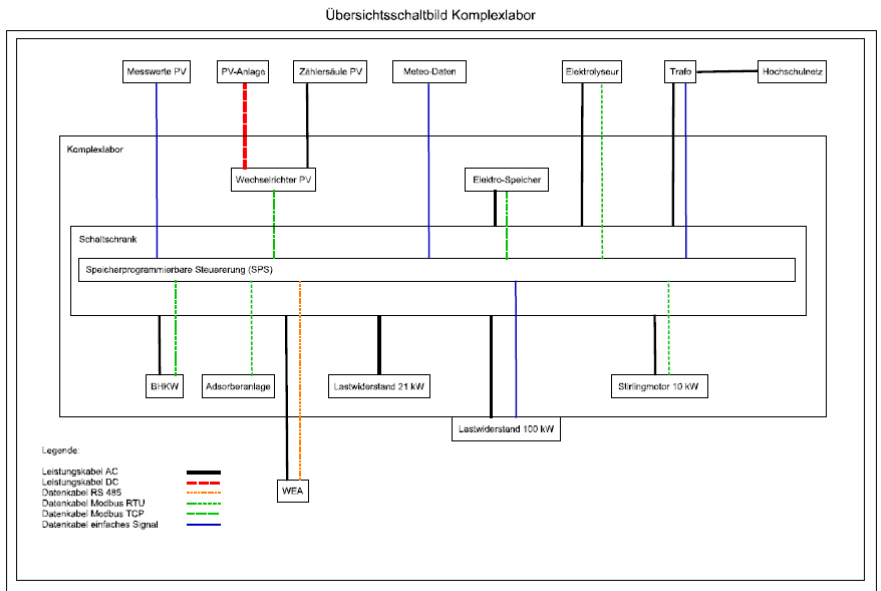 Übersichtsschaltbild Komplexlabor
Messwerte PV
PV-Anlage
Zählersäule PV
Meteo-Daten
Elektrolyseur
Trafo
Hochschulnetz
Komplexlabor
Wechselrichter PV
Elektro-Speicher
Schaltschrank
Speicherprogrammierbare Steuererung (SPS)
BHKW
Adsorberanlage
Lastwiderstand 21 kW
Stirlingmotor 10 kW
Lastwiderstand 100 kW
WEA
Legende:
Leistungskabel AC
Leistungskabel DC
Datenkabel RS 485
Datenkabel Modbus RTU
Datenkabel Modbus TCP
Datenkabel einfaches Signal